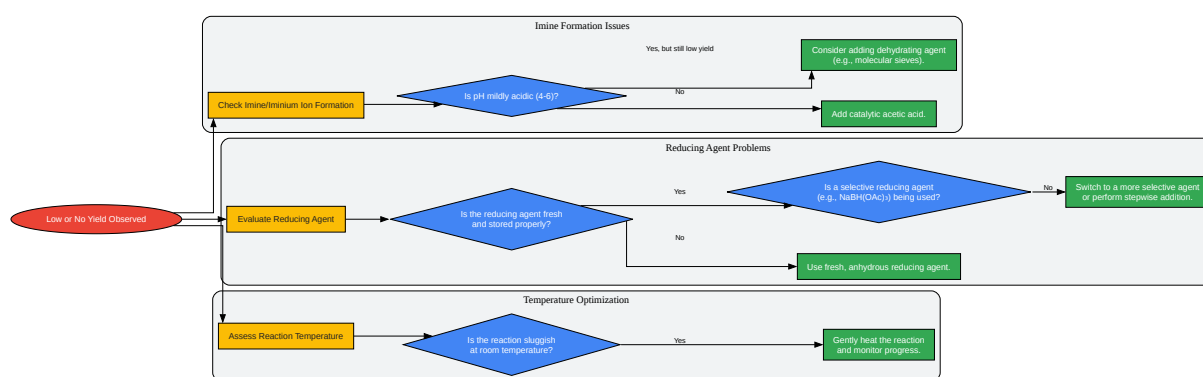 Imine Formation Issues
Yes, but still low yield
Consider adding dehydrating agent
(e.g., molecular sieves).
Check Imine/Iminium Ion Formation
Is pH mildly acidic (4-6)?
No
Add catalytic acetic acid.
Reducing Agent Problems
Low or No Yield Observed
Evaluate Reducing Agent
Is the reducing agent fresh
and stored properly?
Yes
Is a selective reducing agent
(e.g., NaBH(OAc)₃) being used?
No
Switch to a more selective agent
or perform stepwise addition.
No
Use fresh, anhydrous reducing agent.
Temperature Optimization
Assess Reaction Temperature
Is the reaction sluggish
at room temperature?
Yes
Gently heat the reaction
and monitor progress.